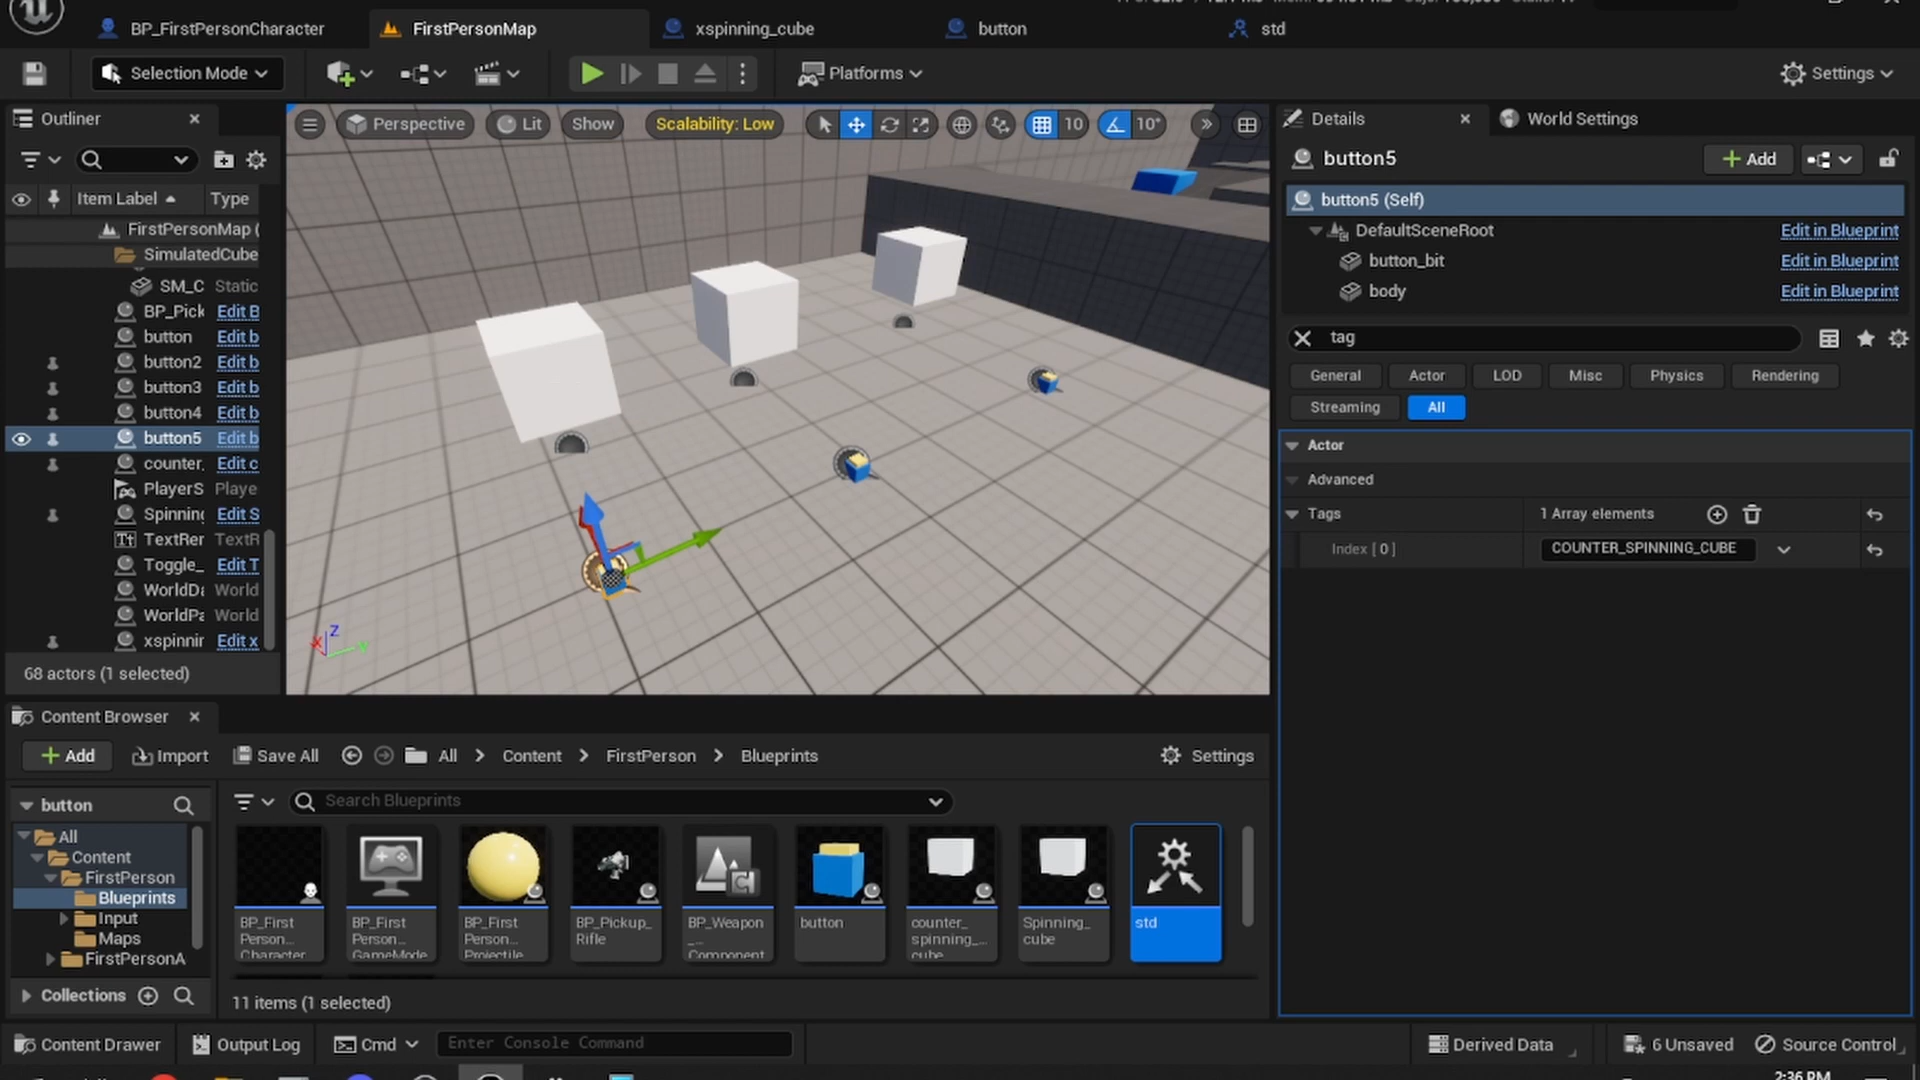 BP_FirstPersonCharacter
FirstPersonMap
xspinning_cube
button
std
Selection Mode
Platforms
Settings
Outliner
Item Label
Type
FirstPersonMap (
SimulatedCube
SM_C Static
BP_Pick Edit B
button Edit b
button2 Edit b
button3 Edit b
button4 Edit b
button5 Edit b
counter_ Edit c
PlayerS Playe
Spinning Edit S
TextRer TextR
Toggle_ Edit T
WorldDa World
WorldPa World
xspinnir Edit x
68 actors (1 selected)
Perspective
Lit
Show
Scalability: Low
10
10°
Z
X
Y
Details
World Settings
button5
+ Add
button5 (Self)
DefaultSceneRoot Edit in Blueprint
button_bit Edit in Blueprint
body Edit in Blueprint
tag
General
Actor
LOD
Misc
Physics
Rendering
Streaming
All
Actor
Advanced
Tags 1 Array elements
Index [ 0 ] COUNTER_SPINNING_CUBE
Content Browser
+ Add
Import
Save All
All > Content > FirstPerson > Blueprints
Settings
button
Search Blueprints
All
Content
FirstPerson
Blueprints
Input
Maps
FirstPersonA
Collections
BP_First
Person...
Character
BP_First
Person...
GameMode
BP_First
Person...
Projectile
BP_Pickup_
Rifle
BP_Weapon
_...
Component
button
counter_
spinning_...
cube
Spinning_
cube
std
11 items (1 selected)
Content Drawer
Output Log
Cmd
Enter Console Command
Derived Data
6 Unsaved
Source Control
2:36 PM